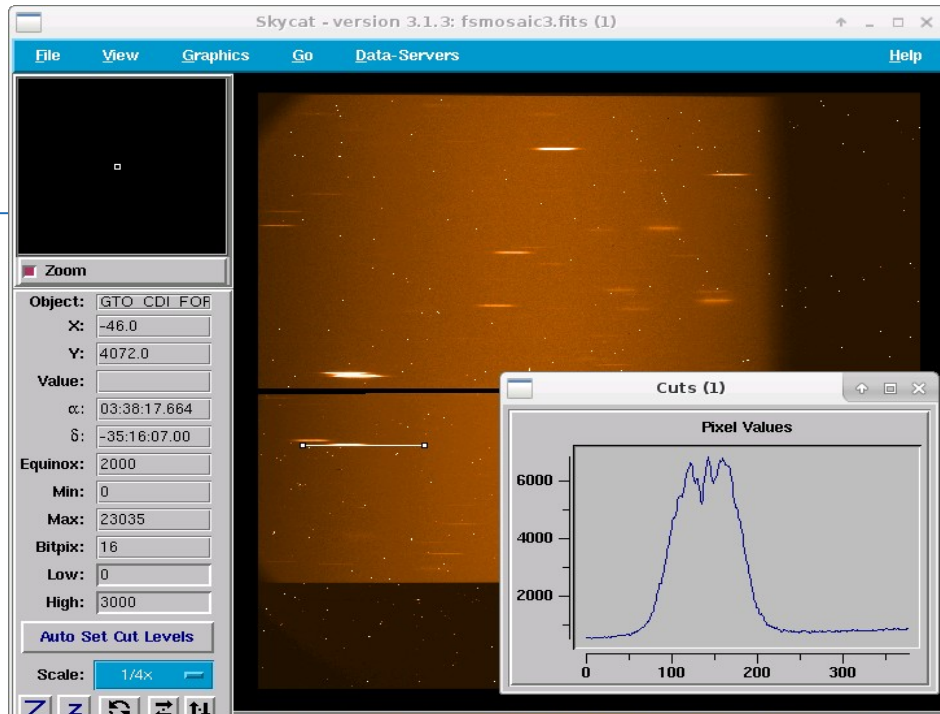 Skycat - version 3.1.3: fsmosaic3.fits (1)
File View Graphics Go Data-Servers Help
Zoom
Object: GTO CDI FOR
X: -46.0
Y: 4072.0
Value:
α: 03:38:17.664
δ: -35:16:07.00
Equinox: 2000
Min: 0
Max: 23035
Bitpix: 16
Low: 0
High: 3000
Auto Set Cut Levels
Scale: 1/4x
Z z
Cuts (1)
Pixel Values
6000
4000
2000
0 100 200 300